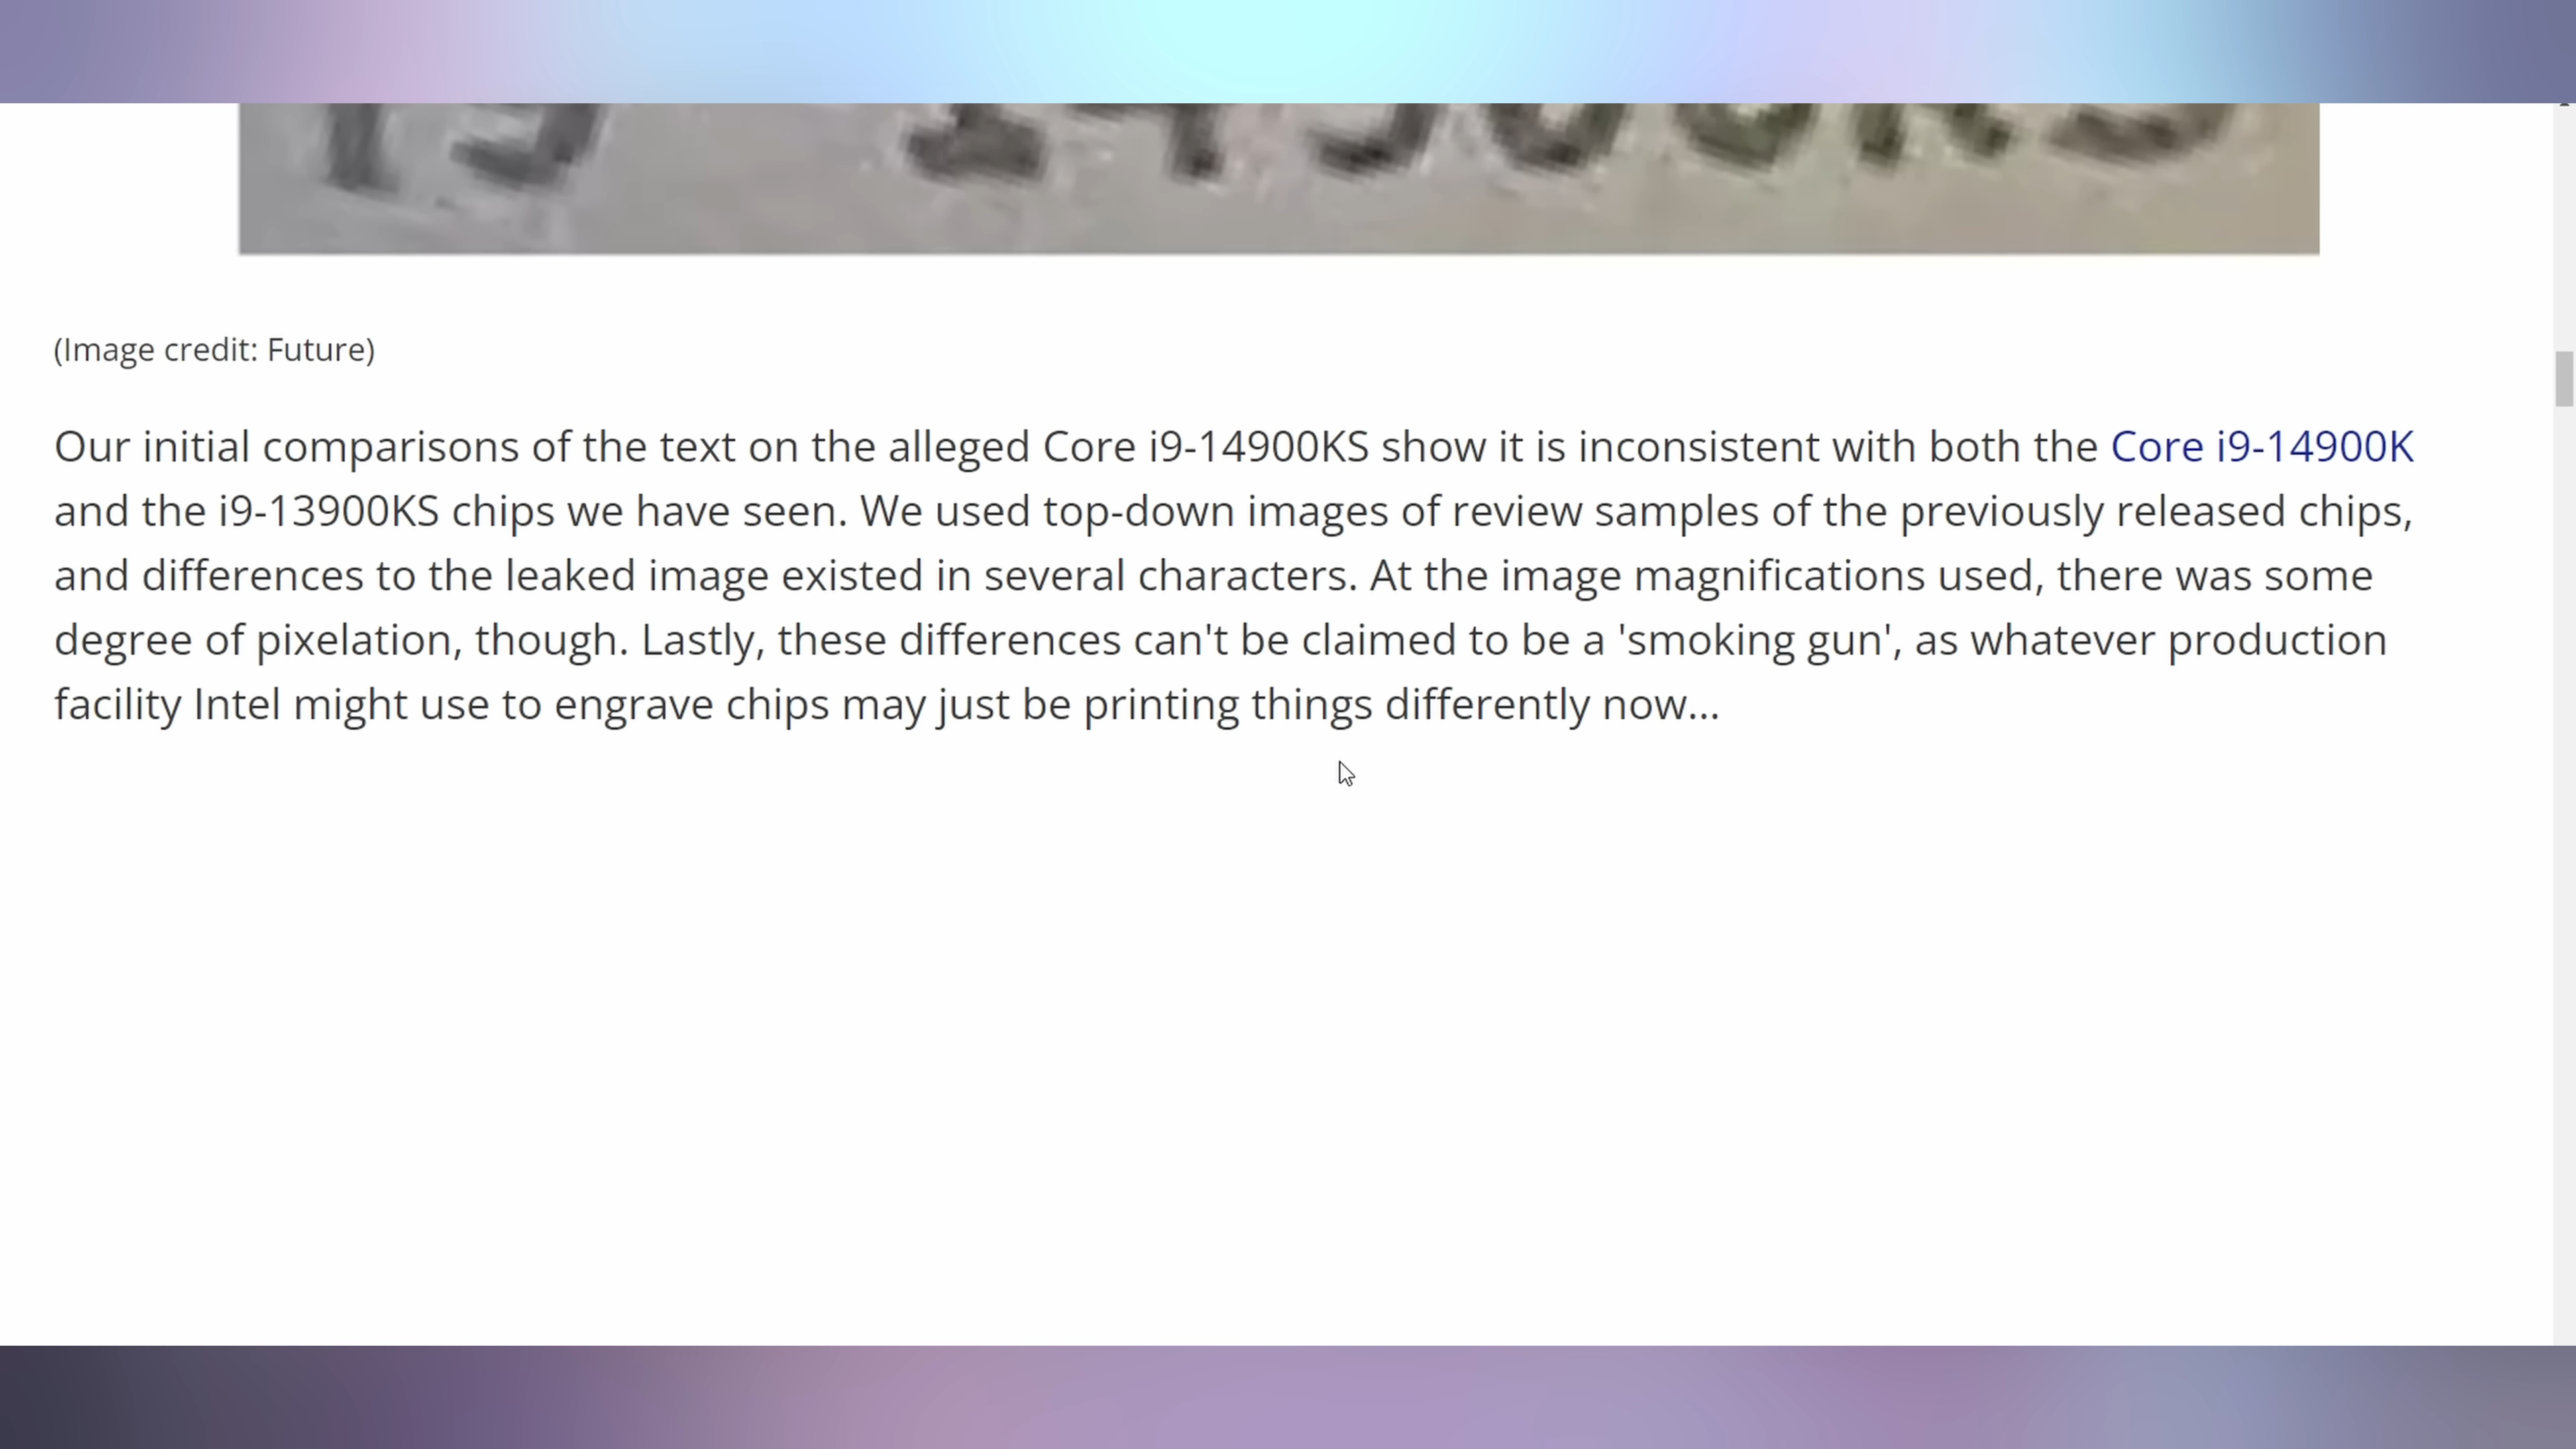 (Image credit: Future)
Our initial comparisons of the text on the alleged Core i9-14900KS show it is inconsistent with both the Core i9-14900K
and the i9-13900KS chips we have seen. We used top-down images of review samples of the previously released chips,
and differences to the leaked image existed in several characters. At the image magnifications used, there was some
degree of pixelation, though. Lastly, these differences can't be claimed to be a 'smoking gun', as whatever production
facility Intel might use to engrave chips may just be printing things differently now...